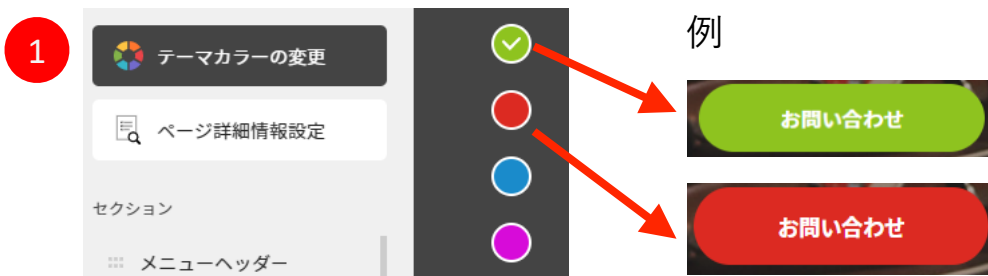 1
テーマカラーの変更
ページ詳細情報設定
セクション
メニューヘッダー
例
お問い合わせ
お問い合わせ